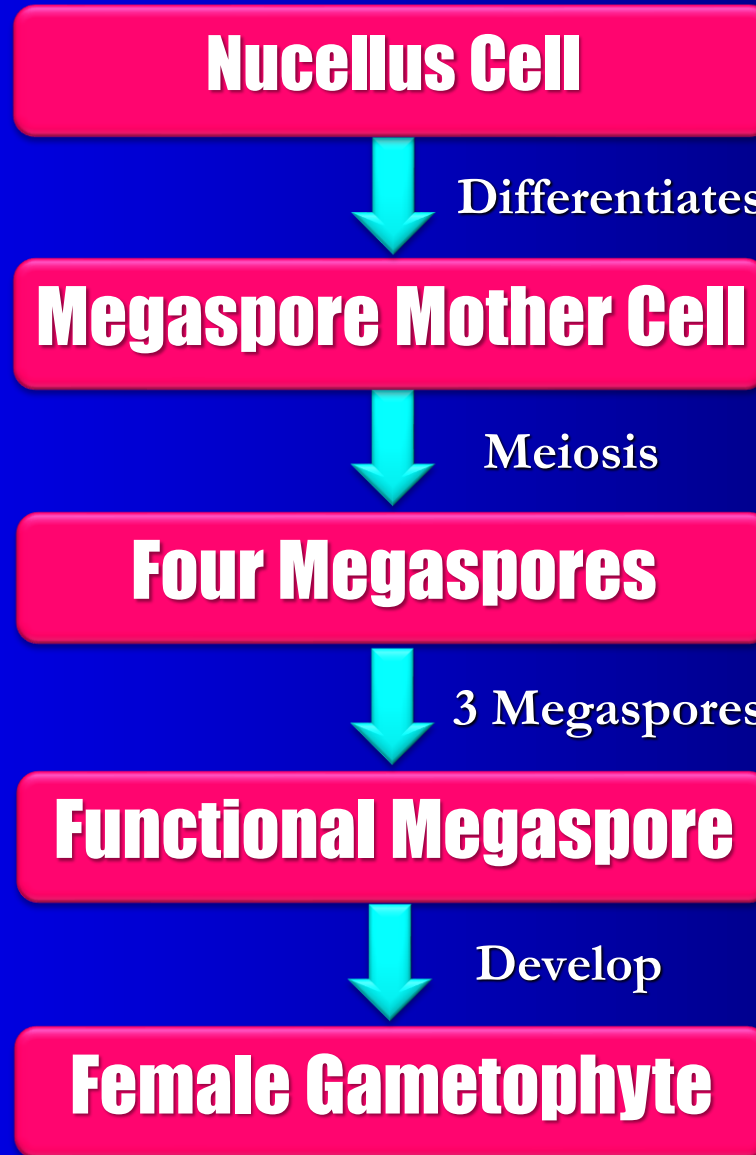 Nucellus Cell
Differentiates
Megaspore Mother Cell
Meiosis
Four Megaspores
3 Megaspores
Functional Megaspore
Develop
Female Gametophyte